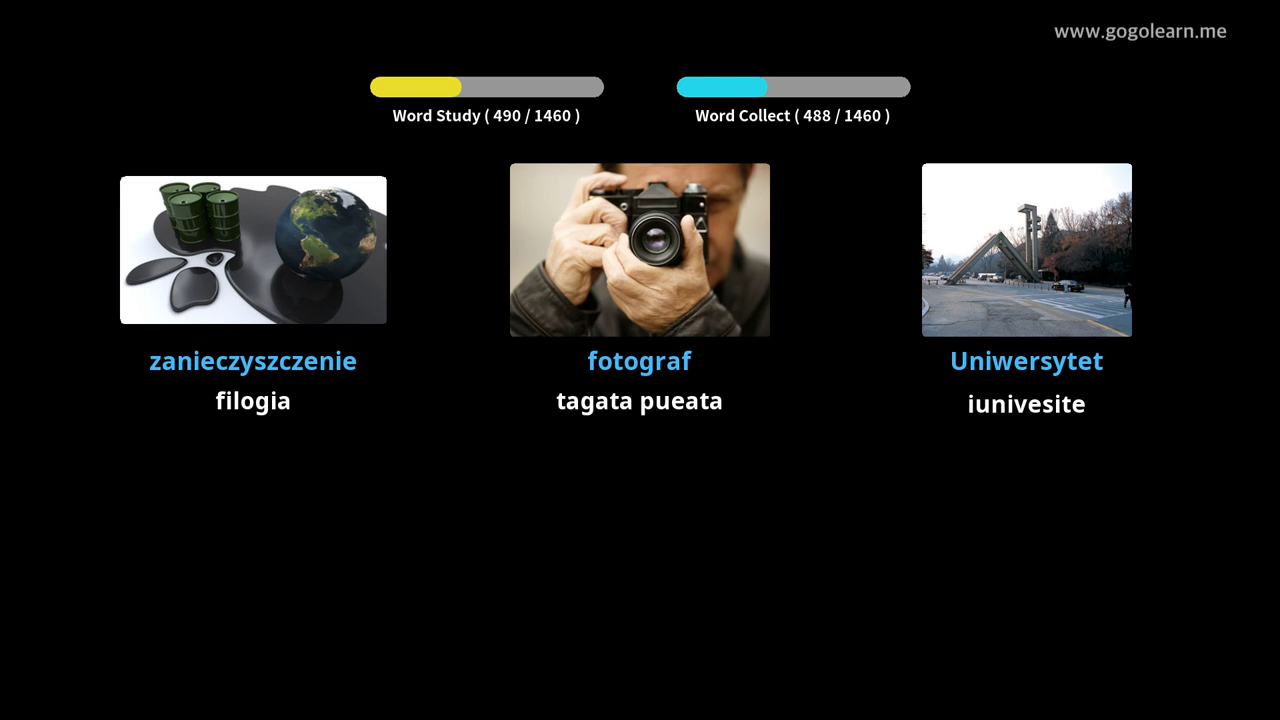 www.gogolearn.me
Word Study ( 490 / 1460 )
Word Collect ( 488 / 1460 )
zanieczyszczenie
filogia
fotograf
tagata pueata
Uniwersytet
iunivesite